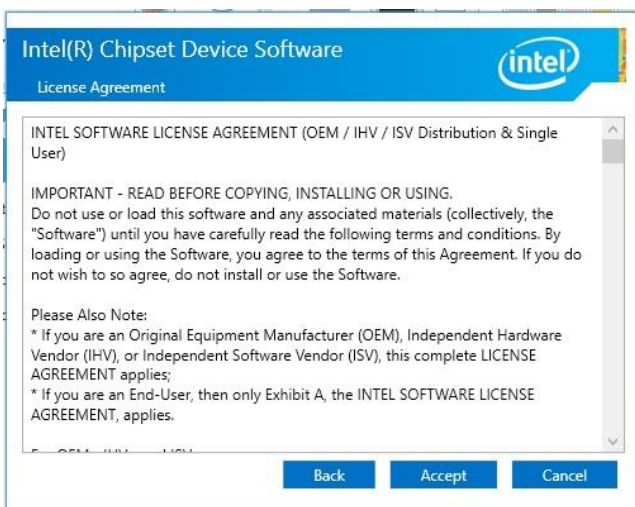 Intel(R) Chipset Device Software
intel
License Agreement
INTEL SOFTWARE LICENSE AGREEMENT (OEM / IHV / ISV Distribution & Single
User)
IMPORTANT - READ BEFORE COPYING, INSTALLING OR USING.
Do not use or load this software and any associated materials (collectively, the
"Software") until you have carefully read the following terms and conditions. By
loading or using the Software, you agree to the terms of this Agreement. If you do
not wish to so agree, do not install or use the Software.
Please Also Note:
* If you are an Original Equipment Manufacturer (OEM), Independent Hardware
Vendor (IHV), or Independent Software Vendor (ISV), this complete LICENSE
AGREEMENT applies;
* If you are an End-User, then only Exhibit A, the INTEL SOFTWARE LICENSE
AGREEMENT, applies.
Back Accept Cancel